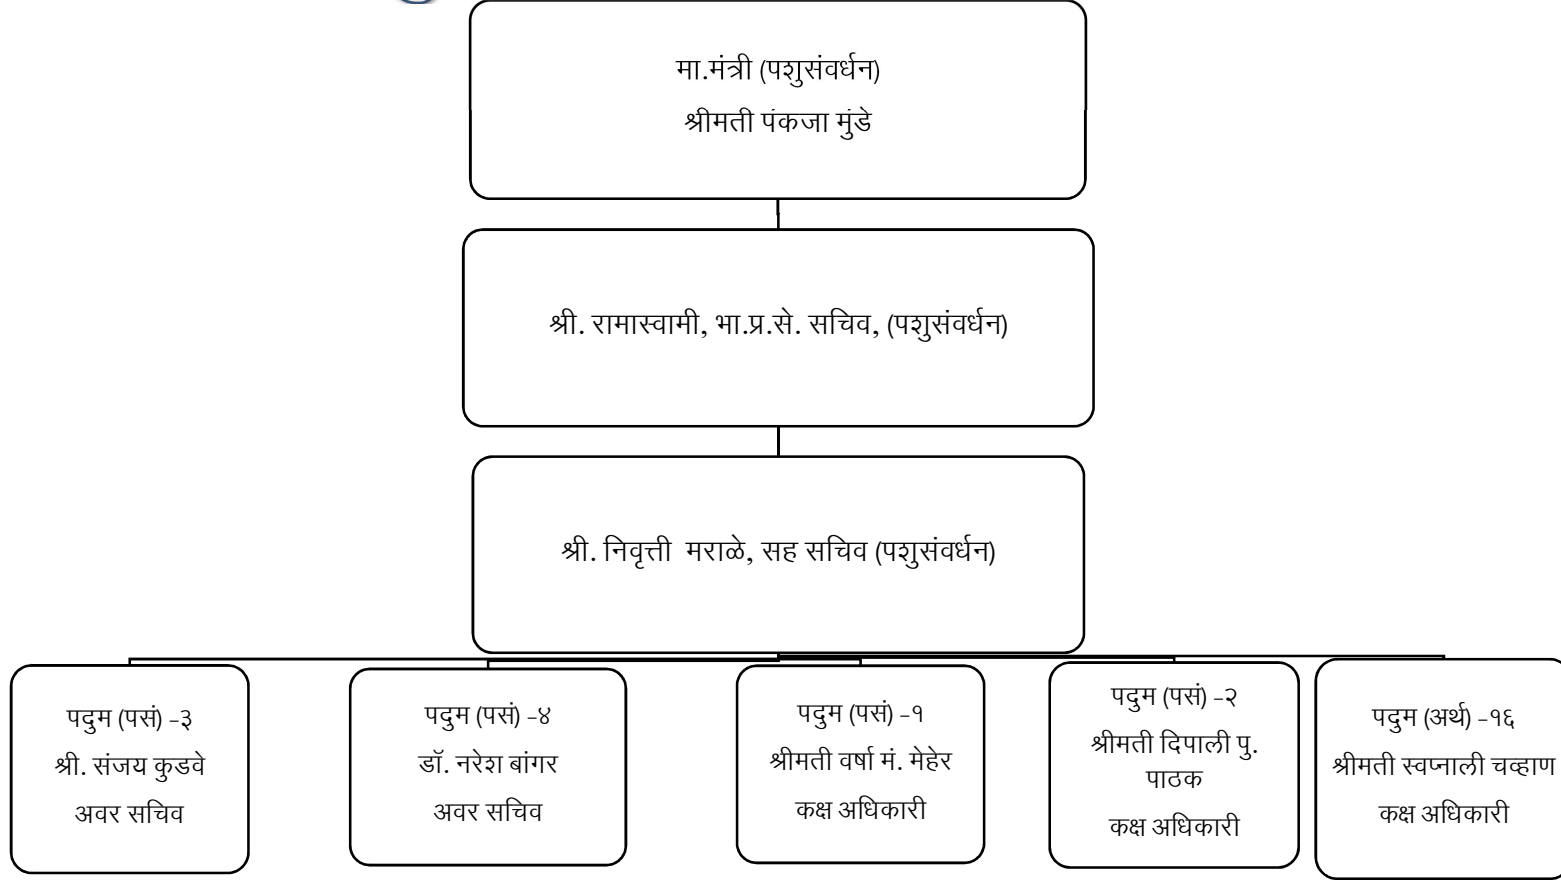 मा.मंत्री (पशुसंवर्धन)
श्रीमती पंकजा मुंडे
श्री. रामास्वामी, भा.प्र.से. सचिव, (पशुसंवर्धन)
श्री. निवृत्ती मराळे, सह सचिव (पशुसंवर्धन)
पदुम (पसं) -३
श्री. संजय कुडवे
अवर सचिव
पदुम (पसं) -४
डॉ. नरेश बांगर
अवर सचिव
पदुम (पसं) -१
श्रीमती वर्षा मं. मेहेर
कक्ष अधिकारी
पदुम (पसं) -२
श्रीमती दिपाली पु.
पाठक
कक्ष अधिकारी
पदुम (अर्थ) -१६
श्रीमती स्वप्नाली चव्हाण
कक्ष अधिकारी